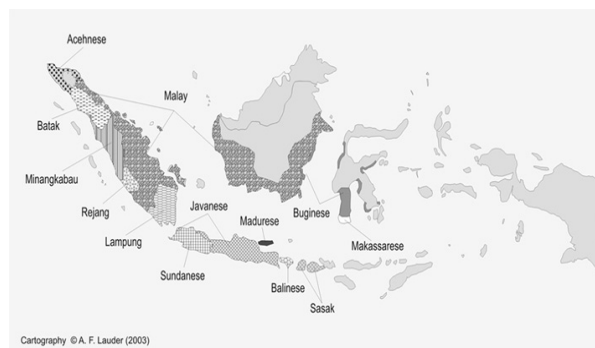 Acehnese
Malay
Batak
Minangkabau
Rejang
Javanese
Madurese
Buginese
Lampung
Makassarese
Sundanese
Balinese
Sasak
Cartography © A. F. Lauder (2003)